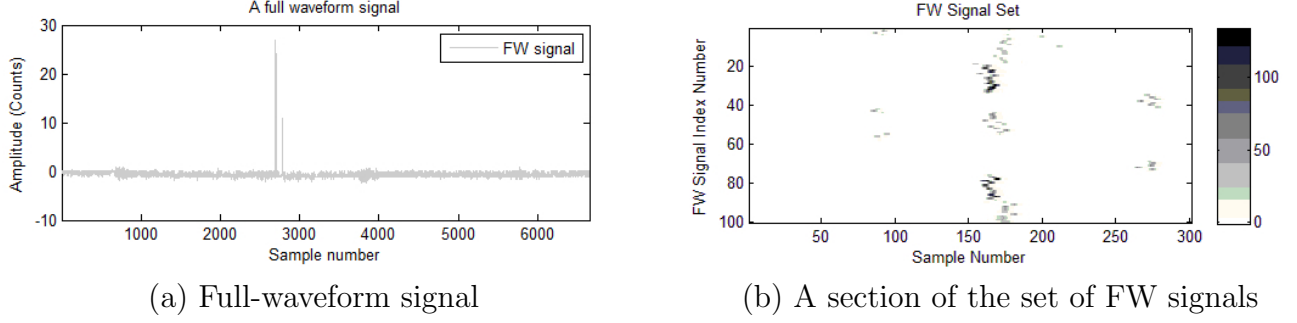 A full waveform signal
30
20
10
0
-10
Amplitude (Counts)
FW signal
1000
2000
3000
4000
5000
6000
Sample number
(a) Full-waveform signal
FW Signal Set
20
40
60
80
100
FW Signal Index Number
50
100
150
200
250
300
Sample Number
100
50
0
(b) A section of the set of FW signals